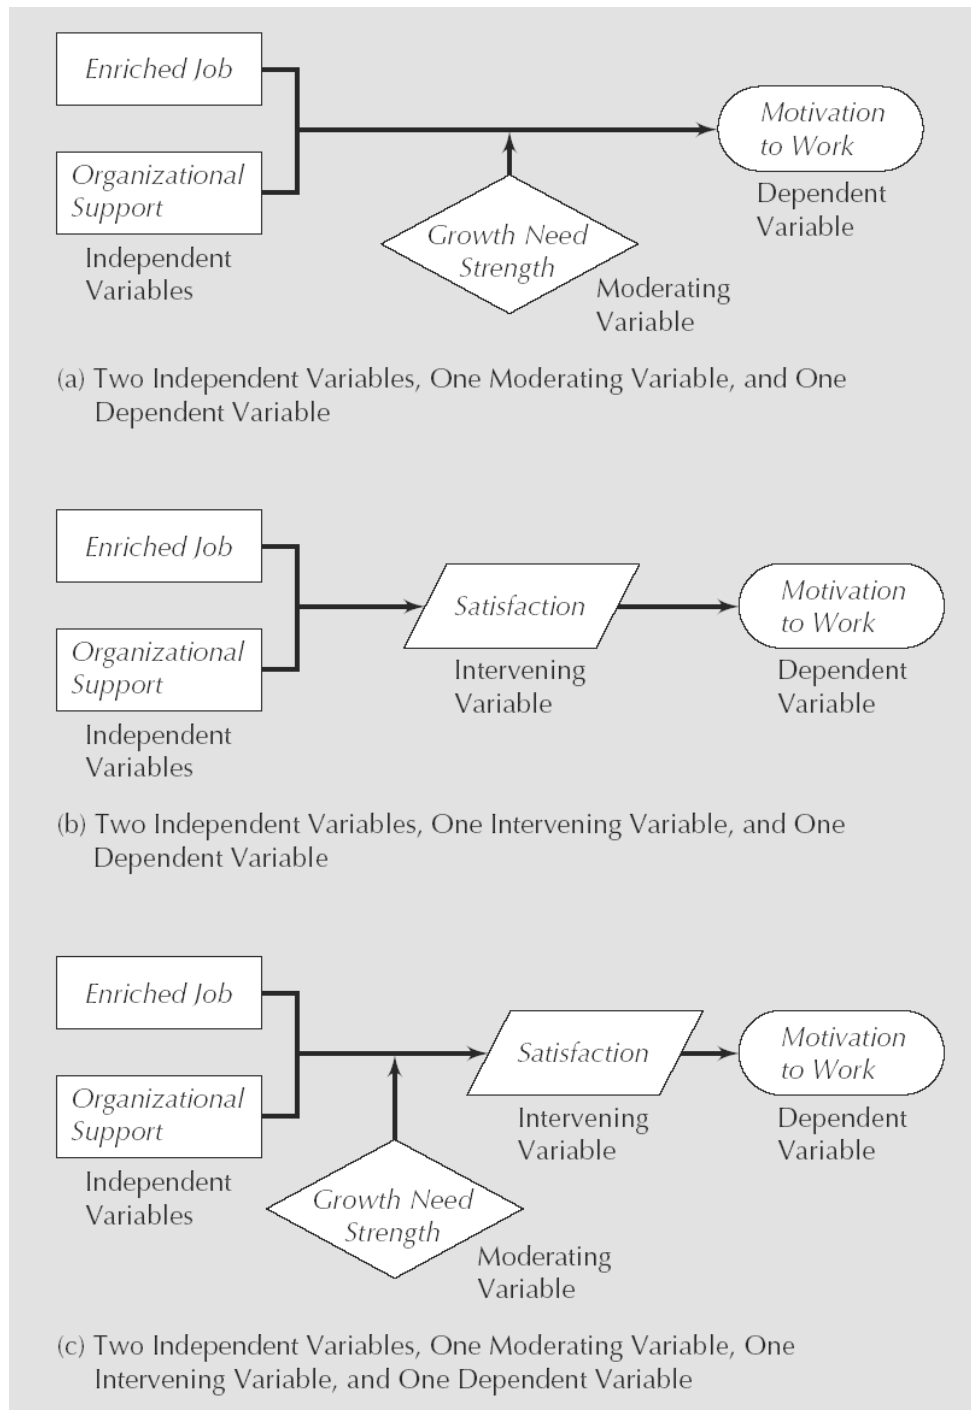 Enriched Job
Organizational
Support
Independent
Variables
Growth Need
Strength
Moderating
Variable
Motivation
to Work
Dependent
Variable
(a) Two Independent Variables, One Moderating Variable, and One
Dependent Variable
Enriched Job
Organizational
Support
Independent
Variables
Satisfaction
Intervening
Variable
Motivation
to Work
Dependent
Variable
(b) Two Independent Variables, One Intervening Variable, and One
Dependent Variable
Enriched Job
Organizational
Support
Independent
Variables
Growth Need
Strength
Moderating
Variable
Satisfaction
Intervening
Variable
Motivation
to Work
Dependent
Variable
(c) Two Independent Variables, One Moderating Variable, One
Intervening Variable, and One Dependent Variable